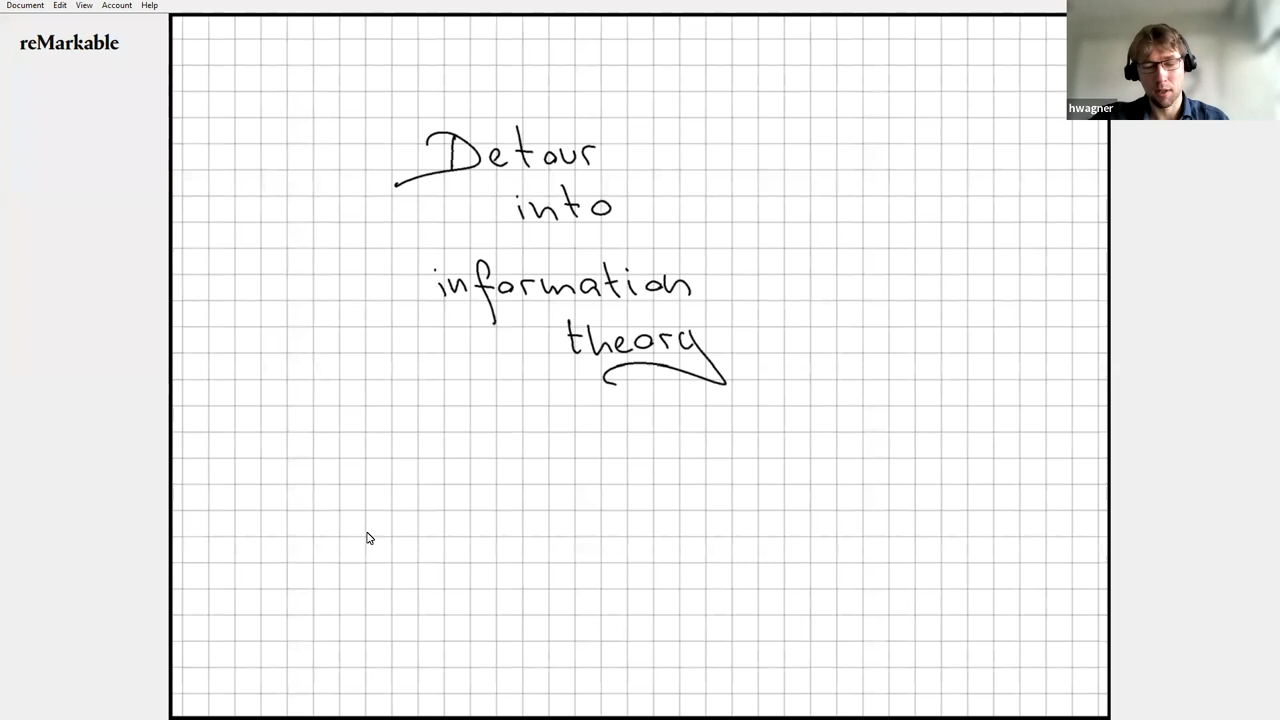 Document Edit View Account Help
reMarkable
hwagner
Detour
into
information
theory